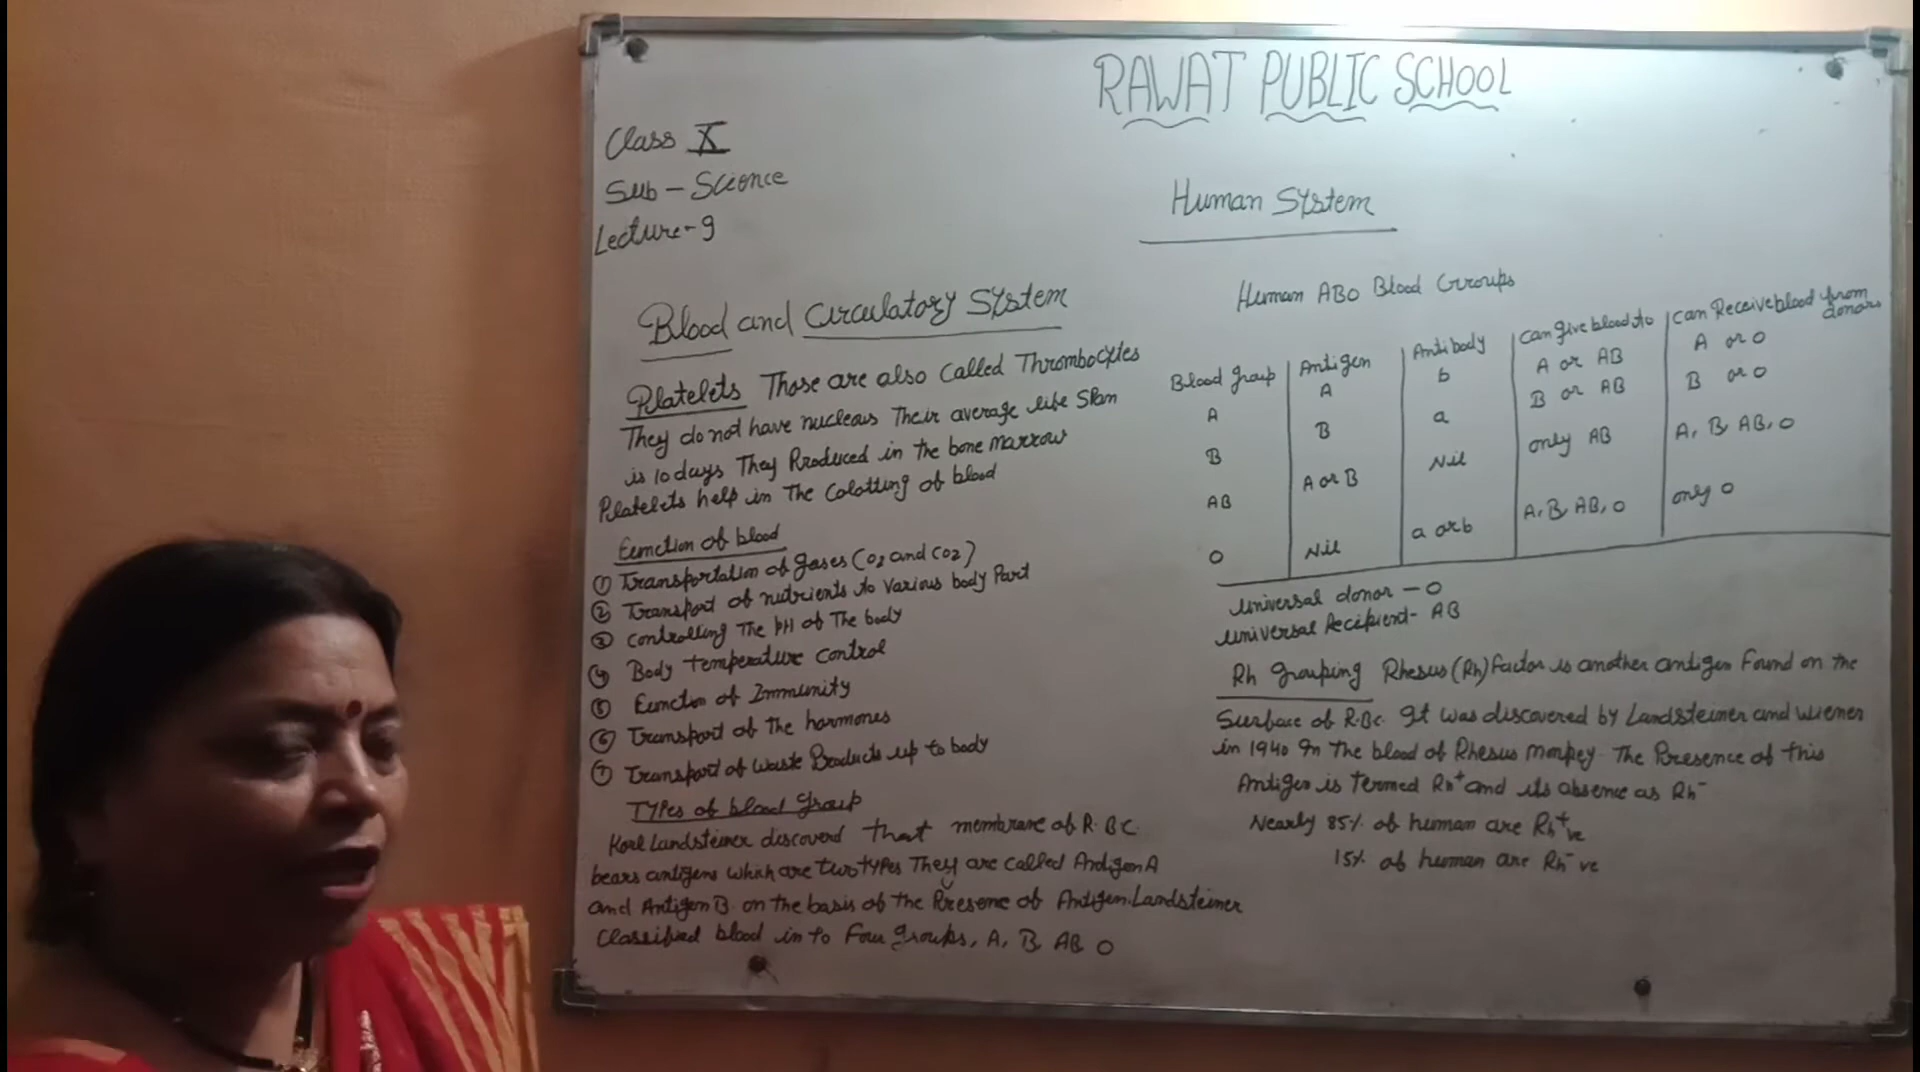 RAWAT PUBLIC SCHOOL
Class X
Sub - Science
Lecture - 9
Human System
Blood and Circulatory System
Platelets Those are also Called Thrombocytes
They do not have nucleous Their average life Span
is 10 days They Produced in the bone marrow
Platelets help in The Colotting of blood
Function of blood
① Transportation of gases (O2 and CO2)
② Transport of nutrients to various body Part
③ Controlling The PH of The body
④ Body temperature control
⑤ Function of Immunity
⑥ Transport of The hormones
⑦ Transport of Waste Products up to body
Types of blood Group
Karl Landsteiner discoverd that membrane of R.B.C.
bears antigens which are two types They are called Antigen A
and Antigen B. on the basis of the Presene of Antigen. Landsteiner
Classified blood in to Four groups, A, B AB O
Human ABO Blood Groups
Blood group | Antigen | Antibody | Can give blood to | Can Receive blood from donars
A | A | b | A or AB | A or O
B | B | a | B or AB | B or O
AB | A or B | Nil | only AB | A, B, AB, O
O | Nil | a or b | A, B, AB, O | only O
Universal donar - O
Universal Recipient - AB
Rh grouping Rhesus (Rh) factor is another antigen Found on the
Surface of R.B.C. It was discovered by Landsteiner and Wiener
in 1940 In The blood of Rhesus Monkey. The Presence of this
Antigen is termed Rh+ and its absence as Rh-
Nearly 85% of human are Rh+ve
15% of human are Rh-ve